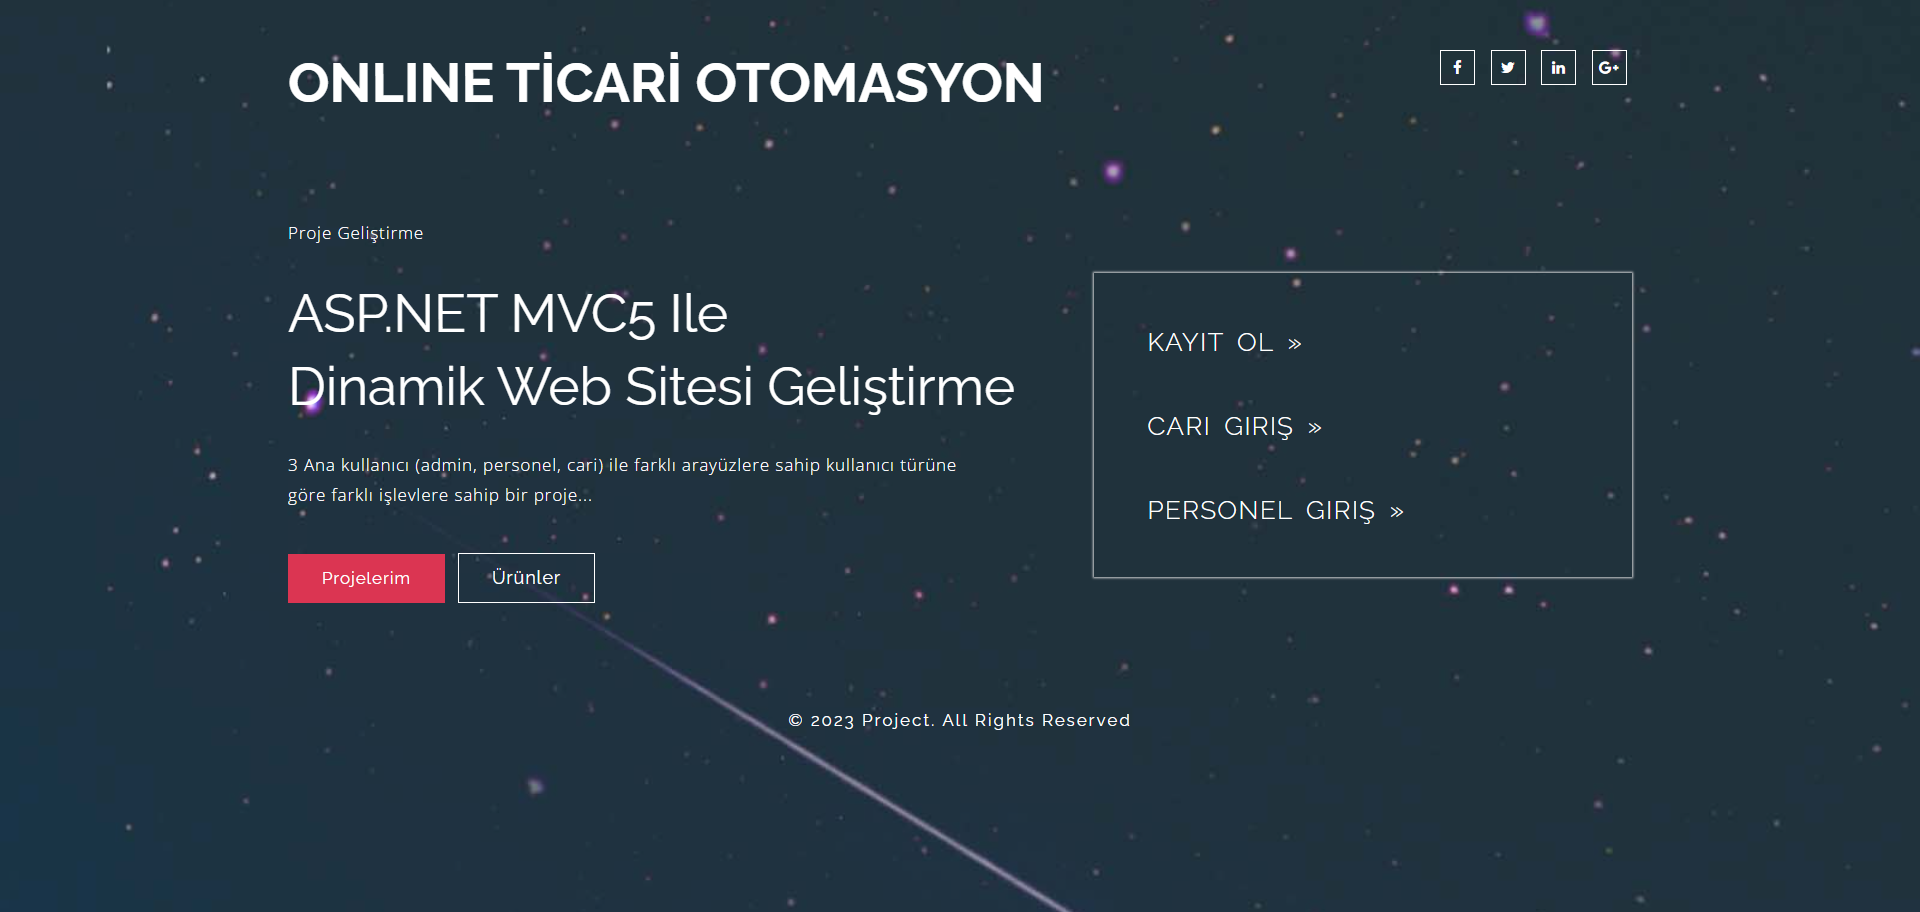 ONLINE TİCARİ OTOMASYON
Proje Geliştirme
ASP.NET MVC5 Ile
Dinamik Web Sitesi Geliştirme
3 Ana kullanıcı (admin, personel, cari) ile farklı arayüzlere sahip kullanıcı türüne
göre farklı işlevlere sahip bir proje...
Projelerim
Ürünler
KAYIT OL »
CARI GIRIŞ »
PERSONEL GIRIŞ »
© 2023 Project. All Rights Reserved